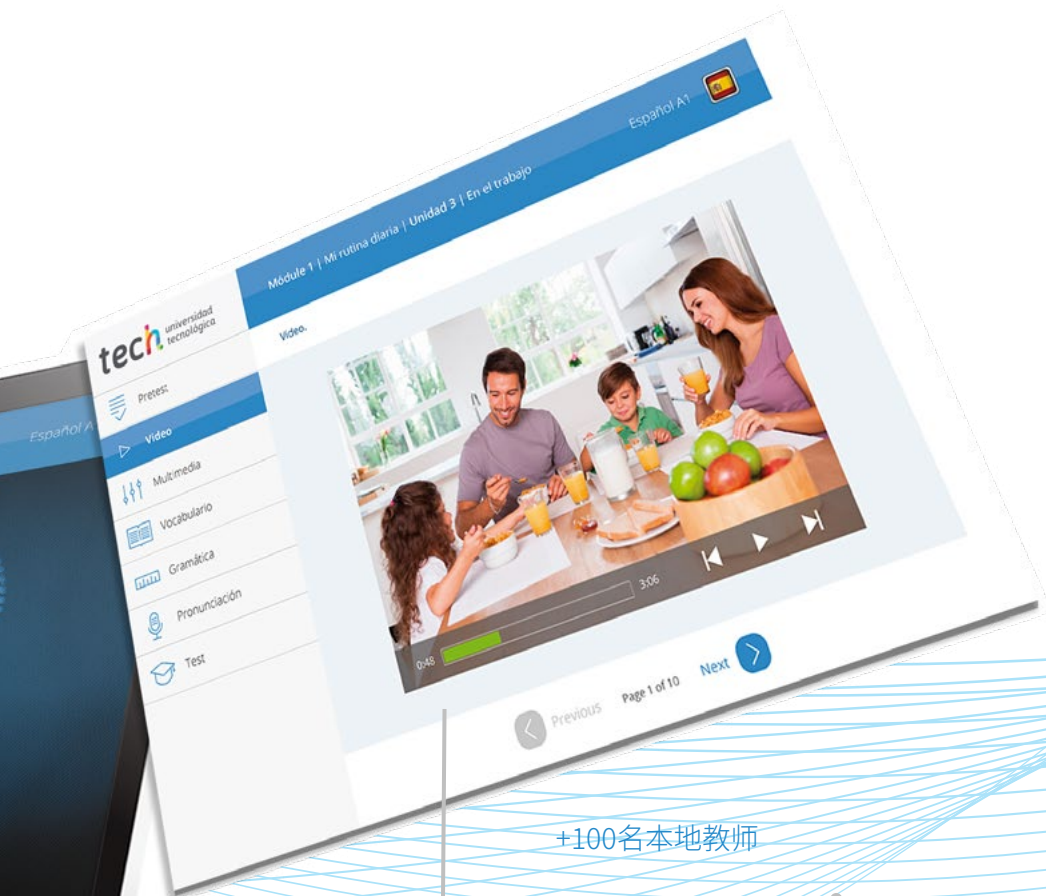 Español A1
Módule 1 | Mi rutina diaria | Unidad 3 | En el trabajo
tech universidad
tecnológica
Video.
Pretest
Video
Multimedia
Vocabulario
Gramática
Pronunciación
Test
0:48
3:06
Previous
Page 1 of 10
Next
Español A
+100名本地教师